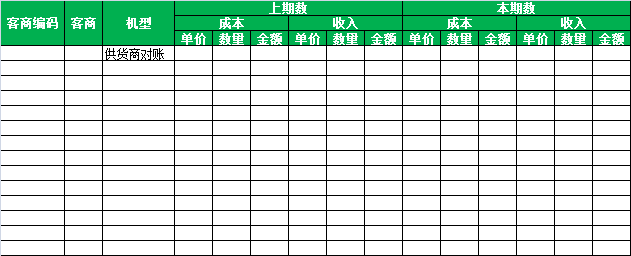 客商编码 客商 机型 上期数 本期数
成本 收入 成本 收入
单价 数量 金额 单价 数量 金额 单价 数量 金额 单价 数量 金额
供货商对账